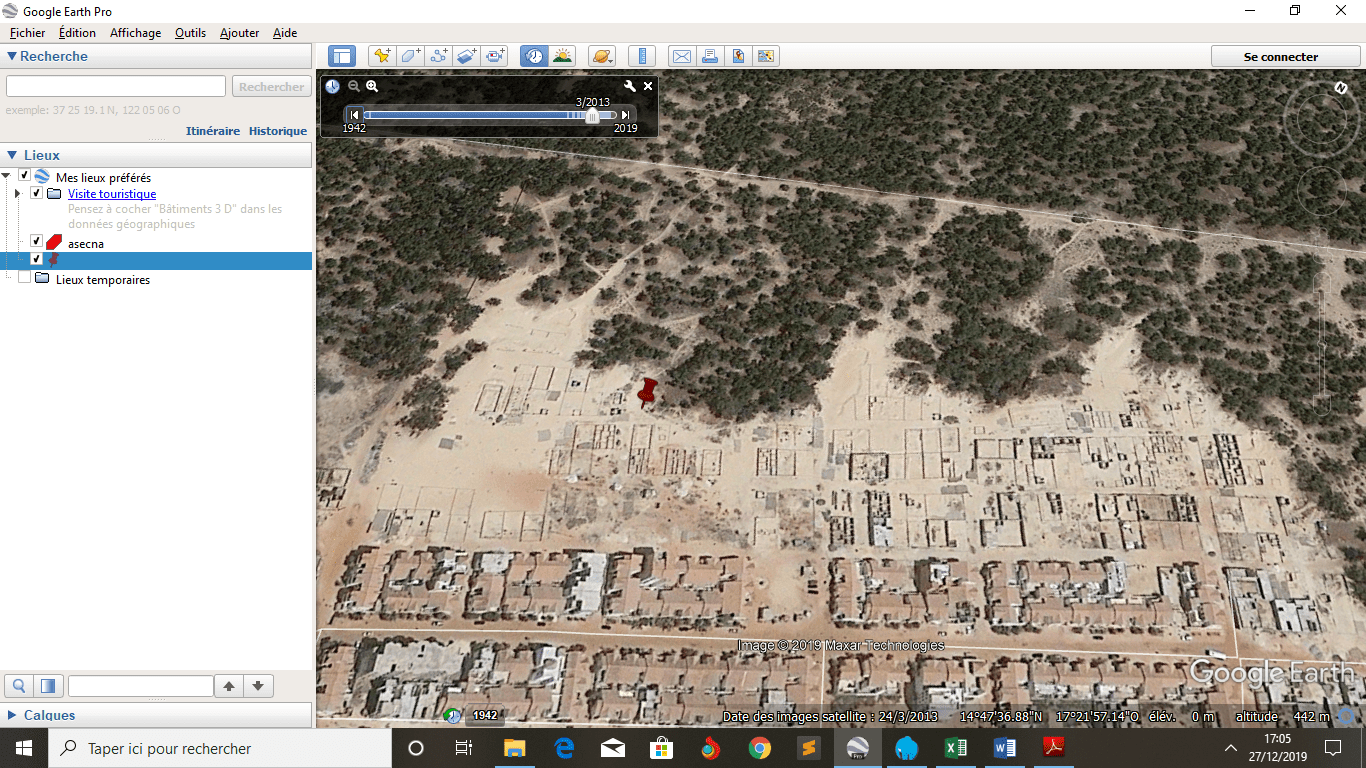 Google Earth Pro
Fichier Édition Affichage Outils Ajouter Aide
Recherche
Rechercher
exemple: 37 25 19.1 N, 122 05 06 O
Itinéraire Historique
Lieux
Mes lieux préférés
Visite touristique
Pensez à cocher "Bâtiments 3 D" dans les
données géographiques
asecna
Lieux temporaires
Calques
Se connecter
3/2013
1942
2019
N
Image © 2019 Maxar Technologies
Google Earth
1942
Date des images satellite : 24/3/2013 14°47'36.88"N 17°21'57.14"O élév. 0 m altitude 442 m
Taper ici pour rechercher
17:05
27/12/2019